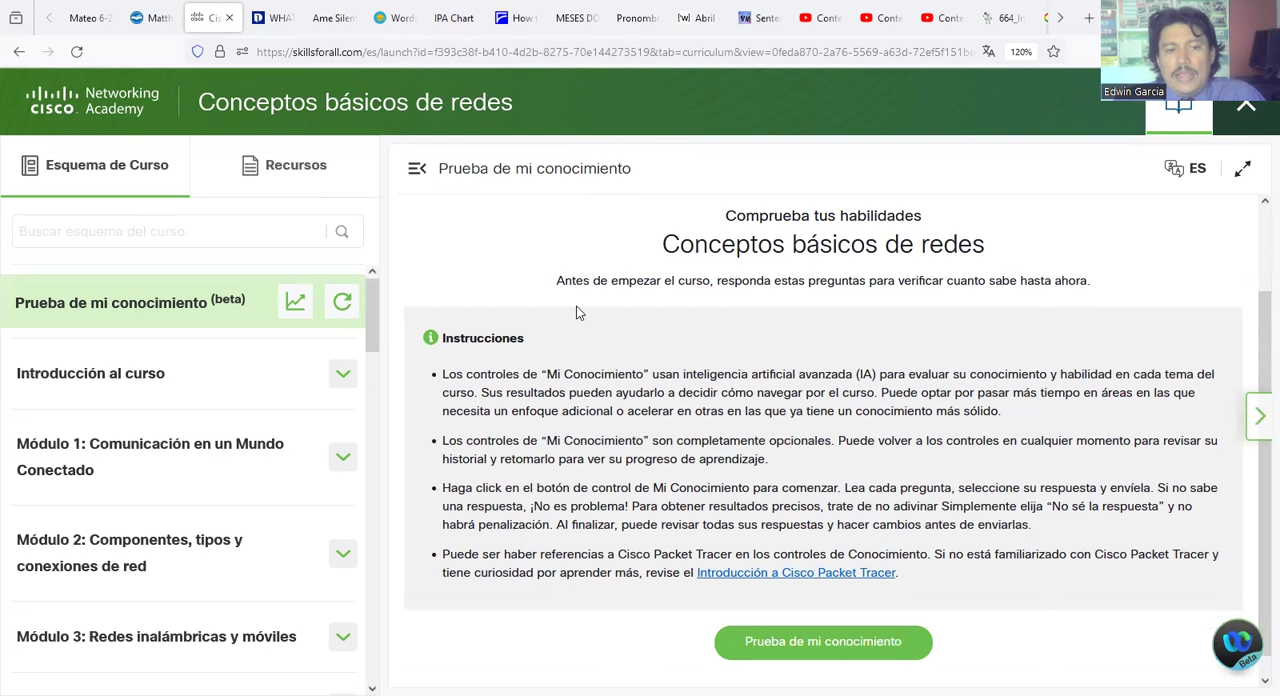 Mateo 6-2
Matth
Cis
WHA
Ame Silen
Words
IPA Chart
How
MESES DO
Pronomb
Abril
Sente
Conte
Conte
Conte
664_In
https://skillsforall.com/es/launch?id=f393c38f-b410-4d2b-8275-70e144273519&tab=curriculum&view=0feda870-2a76-5569-a63d-72ef5f151be
120%
Edwin Garcia
Networking
CISCO Academy
Conceptos básicos de redes
Esquema de Curso
Recursos
Buscar esquema del curso
Prueba de mi conocimiento (beta)
Introducción al curso
Módulo 1: Comunicación en un Mundo
Conectado
Módulo 2: Componentes, tipos y
conexiones de red
Módulo 3: Redes inalámbricas y móviles
Prueba de mi conocimiento
ES
Comprueba tus habilidades
Conceptos básicos de redes
Antes de empezar el curso, responda estas preguntas para verificar cuanto sabe hasta ahora.
Instrucciones
• Los controles de “Mi Conocimiento” usan inteligencia artificial avanzada (IA) para evaluar su conocimiento y habilidad en cada tema del
curso. Sus resultados pueden ayudarlo a decidir cómo navegar por el curso. Puede optar por pasar más tiempo en áreas en las que
necesita un enfoque adicional o acelerar en otras en las que ya tiene un conocimiento más sólido.
• Los controles de “Mi Conocimiento” son completamente opcionales. Puede volver a los controles en cualquier momento para revisar su
historial y retomarlo para ver su progreso de aprendizaje.
• Haga click en el botón de control de Mi Conocimiento para comenzar. Lea cada pregunta, seleccione su respuesta y envíela. Si no sabe
una respuesta, ¡No es problema! Para obtener resultados precisos, trate de no adivinar Simplemente elija “No sé la respuesta” y no
habrá penalización. Al finalizar, puede revisar todas sus respuestas y hacer cambios antes de enviarlas.
• Puede ser haber referencias a Cisco Packet Tracer en los controles de Conocimiento. Si no está familiarizado con Cisco Packet Tracer y
tiene curiosidad por aprender más, revise el Introducción a Cisco Packet Tracer.
Prueba de mi conocimiento
Beta